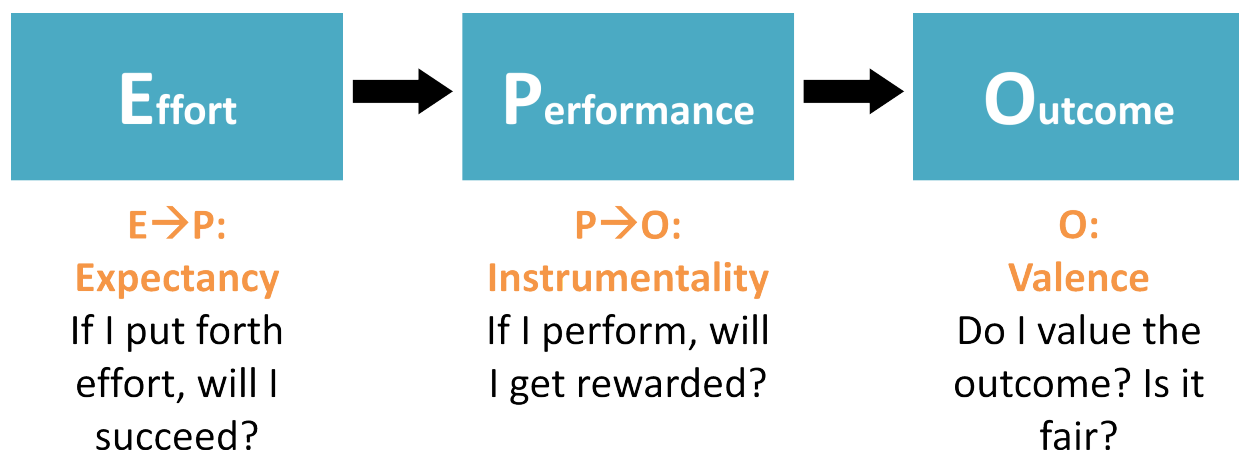 Effort
Performance
Outcome
E→P:
Expectancy
If I put forth
effort, will I
succeed?
P→O:
Instrumentality
If I perform, will
I get rewarded?
O:
Valence
Do I value the
outcome? Is it
fair?